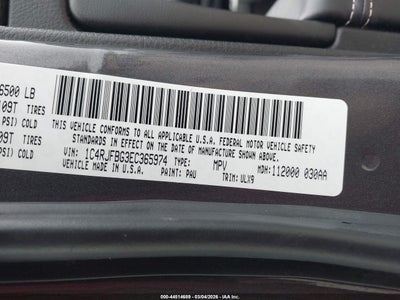 6500 LB
09T TIRES
PSI) COLD
09T TIRES
PSI) COLD
THIS VEHICLE CONFORMS TO ALL APPLICABLE U.S.A. FEDERAL MOTOR VEHICLE SAFETY
STANDARDS IN EFFECT ON THE DATE OF MANUFACTURE SHOWN ABOVE.
VIN: 1C4RJFBG3EC365974 TYPE: MPV MDH: 112000 030AA
VEHICLE MADE IN U.S.A. PAINT: PAU TRIM: ULX9
000-44514689 - 03/04/2026 - IAA Inc.